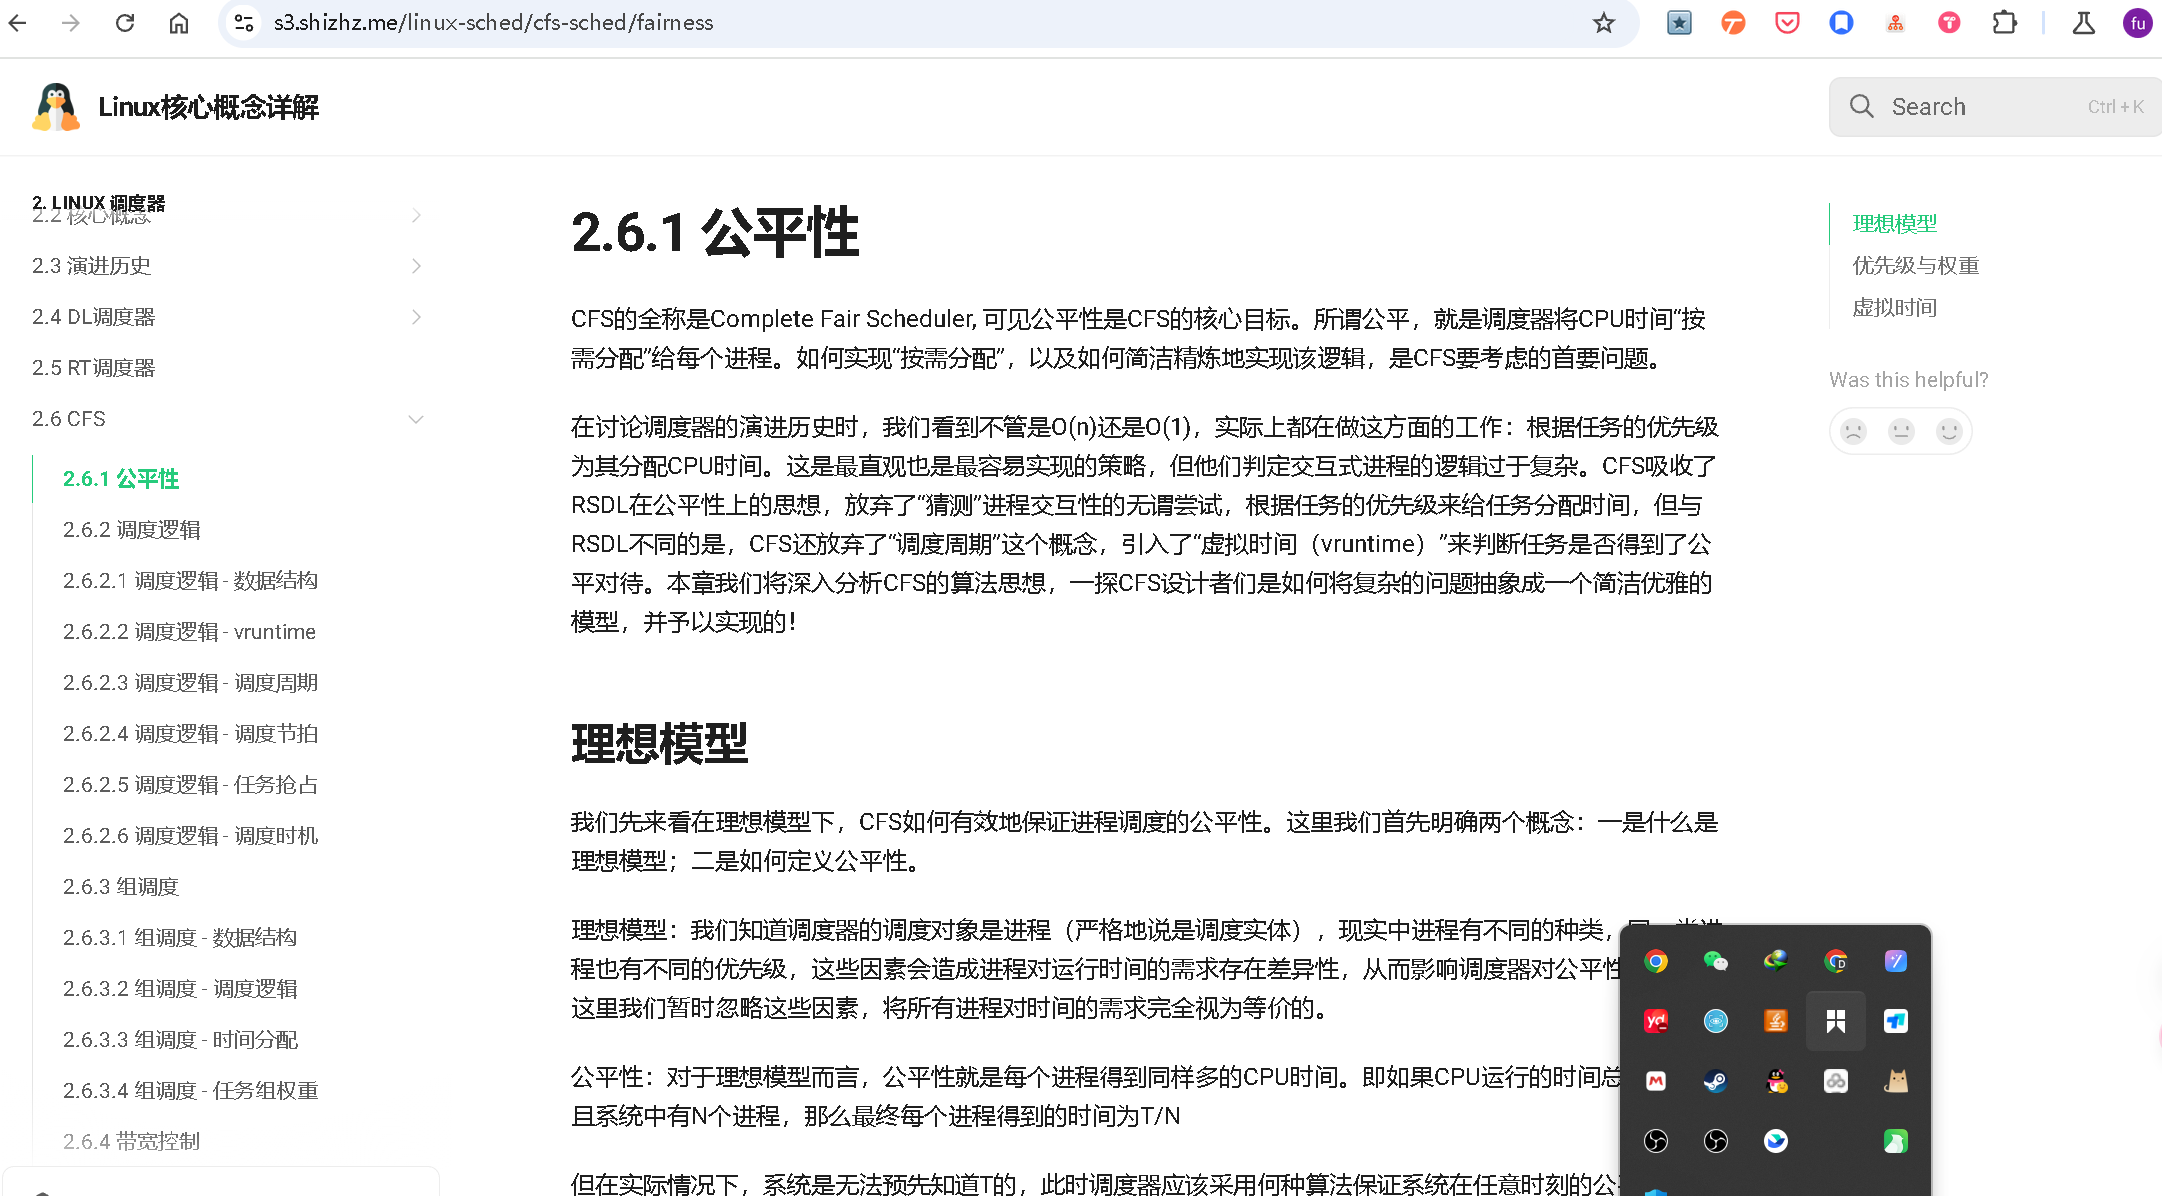 s3.shizhz.me/linux-sched/cfs-sched/fairness
fu
Linux核心概念详解
Search
Ctrl + K
2. LINUX 调度器
2.2 核心概念
2.3 演进历史
2.4 DL调度器
2.5 RT调度器
2.6 CFS
2.6.1 公平性
2.6.2 调度逻辑
2.6.2.1 调度逻辑 - 数据结构
2.6.2.2 调度逻辑 - vruntime
2.6.2.3 调度逻辑 - 调度周期
2.6.2.4 调度逻辑 - 调度节拍
2.6.2.5 调度逻辑 - 任务抢占
2.6.2.6 调度逻辑 - 调度时机
2.6.3 组调度
2.6.3.1 组调度 - 数据结构
2.6.3.2 组调度 - 调度逻辑
2.6.3.3 组调度 - 时间分配
2.6.3.4 组调度 - 任务组权重
2.6.4 带宽控制
2.6.1 公平性
CFS的全称是Complete Fair Scheduler, 可见公平性是CFS的核心目标。所谓公平，就是调度器将CPU时间“按
需分配”给每个进程。如何实现“按需分配”，以及如何简洁精炼地实现该逻辑，是CFS要考虑的首要问题。
在讨论调度器的演进历史时，我们看到不管是O(n)还是O(1)，实际上都在做这方面的工作：根据任务的优先级
为其分配CPU时间。这是最直观也是最容易实现的策略，但他们判定交互式进程的逻辑过于复杂。CFS吸收了
RSDL在公平性上的思想，放弃了“猜测”进程交互性的无谓尝试，根据任务的优先级来给任务分配时间，但与
RSDL不同的是，CFS还放弃了“调度周期”这个概念，引入了“虚拟时间（vruntime）”来判断任务是否得到了公
平对待。本章我们将深入分析CFS的算法思想，一探CFS设计者们是如何将复杂的问题抽象成一个简洁优雅的
模型，并予以实现的！
理想模型
我们先来看在理想模型下，CFS如何有效地保证进程调度的公平性。这里我们首先明确两个概念：一是什么是
理想模型；二是如何定义公平性。
理想模型：我们知道调度器的调度对象是进程（严格地说是调度实体），现实中进程有不同的种类，
程也有不同的优先级，这些因素会造成进程对运行时间的需求存在差异性，从而影响调度器对公平性
这里我们暂时忽略这些因素，将所有进程对时间的需求完全视为等价的。
公平性：对于理想模型而言，公平性就是每个进程得到同样多的CPU时间。即如果CPU运行的时间总
且系统中有N个进程，那么最终每个进程得到的时间为T/N
但在实际情况下，系统是无法预先知道T的，此时调度器应该采用何种算法保证系统在任意时刻的公
理想模型
优先级与权重
虚拟时间
Was this helpful?
yd